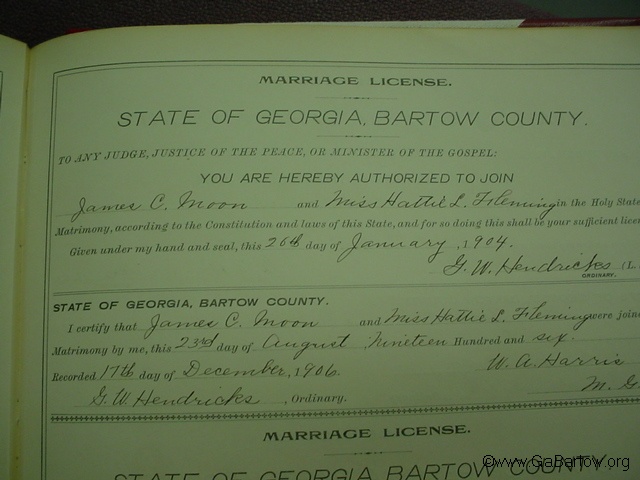 MARRIAGE LICENSE.
STATE OF GEORGIA, BARTOW COUNTY.
TO ANY JUDGE, JUSTICE OF THE PEACE, OR MINISTER OF THE GOSPEL:
YOU ARE HEREBY AUTHORIZED TO JOIN
James C. Moon and Miss Hattie L. Fleming in the Holy State
Matrimony, according to the Constitution and laws of this State, and for so doing this shall be your sufficient lice
Given under my hand and seal, this 26th day of January, 1904.
G. W. Hendricks (L.
ORDINARY.
STATE OF GEORGIA, BARTOW COUNTY.
I certify that James C. Moon and Miss Hattie L. Fleming were join
Matrimony by me, this 23rd day of August Nineteen Hundred and six.
W. A. Harris
Recorded 17th day of December, 1906.
M. G
G. W. Hendricks, Ordinary.
MARRIAGE LICENSE.
STATE OF GEORGIA, BARTOW COUNTY.
©www.GaBartow.org